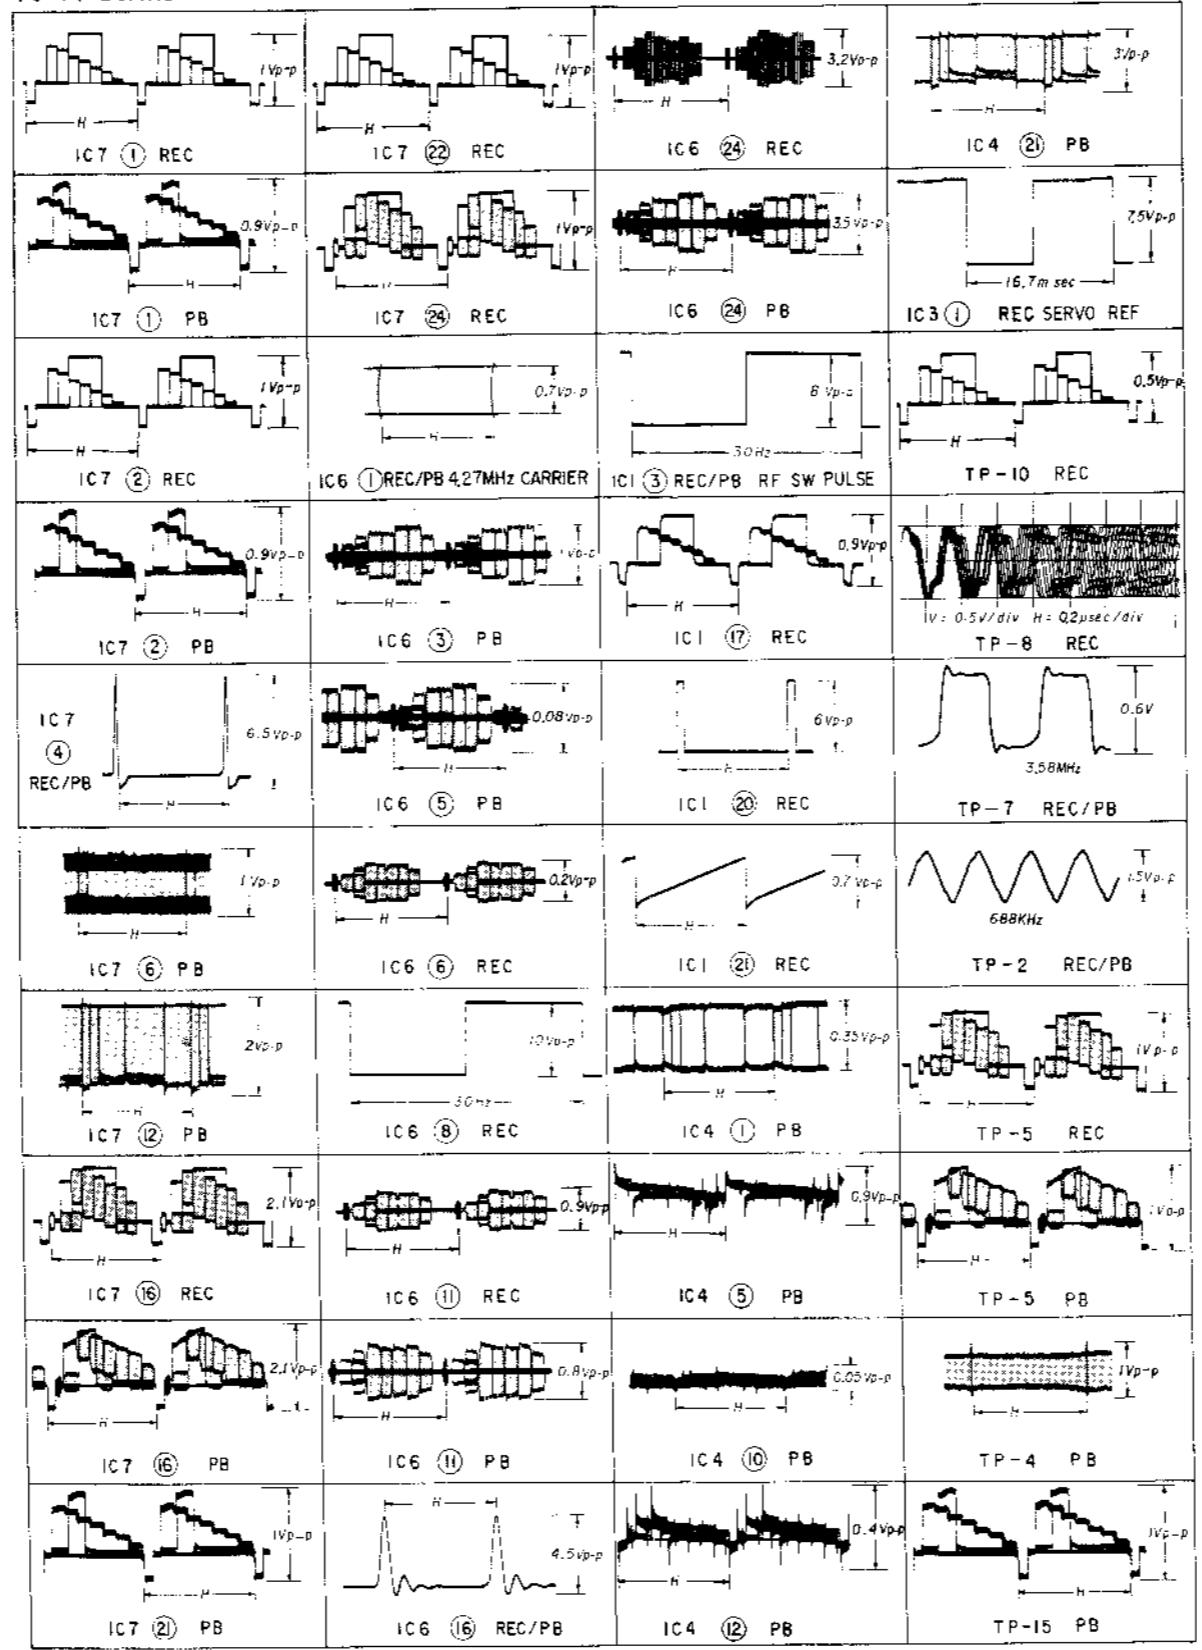 1Vp-p
H
IC7 ① REC
1Vp-p
H
IC7 ㉒ REC
3.2Vp-p
H
IC6 ㉔ REC
3Vp-p
H
IC4 ㉑ PB
0.9Vp-p
H
IC7 ① PB
1Vp-p
H
IC7 ㉔ REC
3.5Vp-p
H
IC6 ㉔ PB
7.5Vp-p
16.7m sec
IC3 ① REC SERVO REF
1Vp-p
H
IC7 ② REC
0.7Vp-p
H
IC6 ① REC/PB 4.27MHz CARRIER
8Vp-p
30Hz
IC1 ③ REC/PB RF SW PULSE
0.5Vp-p
H
TP-10 REC
0.9Vp-p
H
IC7 ② PB
1Vp-p
H
IC6 ③ PB
0.9Vp-p
H
IC1 ⑰ REC
V= 0.5V/div H= 0.2μsec/div
TP-8 REC
IC7
④
REC/PB
6.5Vp-p
H
0.08Vp-p
H
IC6 ⑤ PB
6Vp-p
H
IC1 ⑳ REC
0.6V
3.58MHz
TP-7 REC/PB
1Vp-p
H
IC7 ⑥ PB
0.2Vp-p
H
IC6 ⑥ REC
0.7Vp-p
H
IC1 ㉑ REC
1.5Vp-p
688KHz
TP-2 REC/PB
2Vp-p
H
IC7 ⑫ PB
10Vp-p
30Hz
IC6 ⑧ REC
0.35Vp-p
H
IC4 ① PB
1Vp-p
H
TP-5 REC
2.1Vp-p
H
IC7 ⑯ REC
0.9Vp-p
H
IC6 ⑪ REC
0.9Vp-p
H
IC4 ⑤ PB
1Vp-p
H
TP-5 PB
2.1Vp-p
H
IC7 ⑯ PB
0.8Vp-p
H
IC6 ⑪ PB
0.05Vp-p
H
IC4 ⑩ PB
1Vp-p
H
TP-4 PB
1Vp-p
H
IC7 ㉑ PB
H
4.5Vp-p
IC6 ⑯ REC/PB
0.4Vp-p
H
IC4 ⑫ PB
1Vp-p
H
TP-15 PB